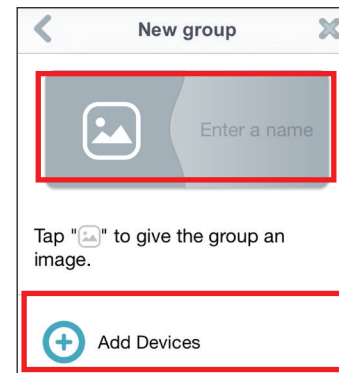 New group
Enter a name
Tap "" to give the group an
image.
Add Devices